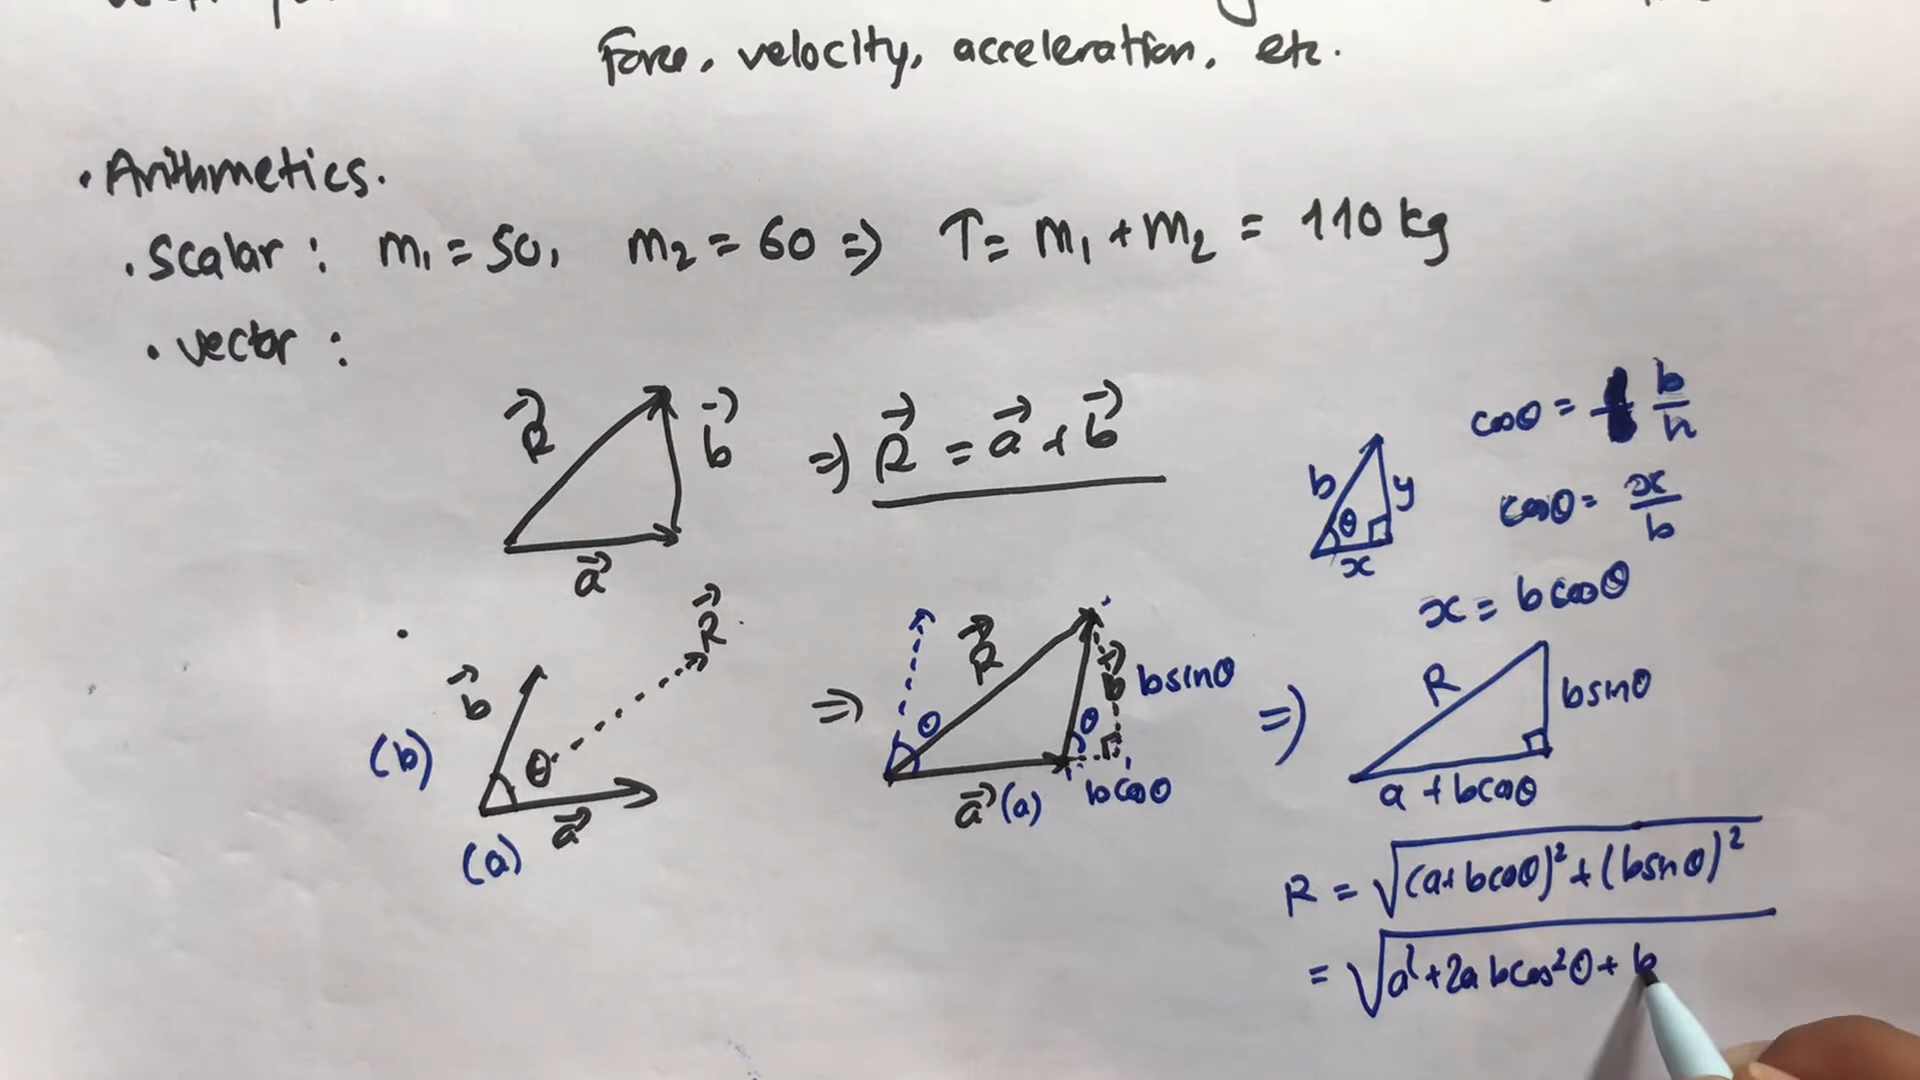 Force, velocity, acceleration, etc.
• Arithmetics.
• Scalar : m₁ = 50, m₂ = 60 ⇒ T = m₁ + m₂ = 110 kg
• vector :
R⃗ b⃗ a⃗
⇒ R⃗ = a⃗ + b⃗
b y θ x
cosθ = b/h
cosθ = x/b
x = b cosθ
b⃗ (b) θ R⃗ a⃗ (a)
⇒ R⃗ θ θ b⃗ bsinθ a⃗ (a) bcosθ
⇒ R bsinθ a + bcosθ
R = √((a+bcosθ)² + (bsinθ)²)
= √(a² + 2abcos²θ + b